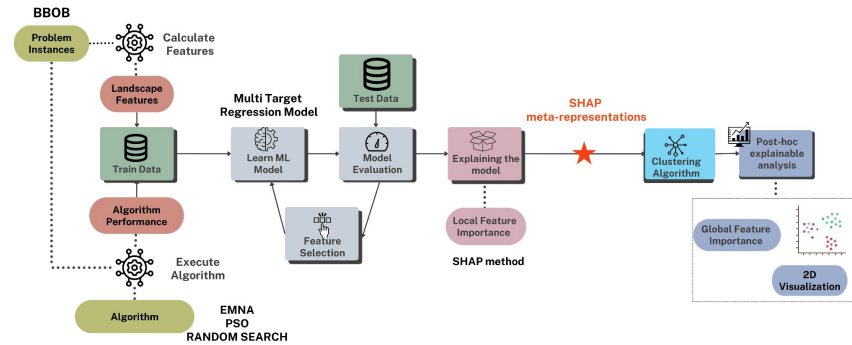 BBOB
Problem
Instances
Calculate
Features
Landscape
Features
Train Data
Algorithm
Performance
Execute
Algorithm
Algorithm
EMNA
PSO
RANDOM SEARCH
Multi Target
Regression Model
Learn ML
Model
Test Data
Model
Evaluation
Feature
Selection
Explaining the
model
Local Feature
Importance
SHAP method
SHAP
meta-representations
Clustering
Algorithm
Post-hoc
explainable
analysis
Global Feature
Importance
2D
Visualization